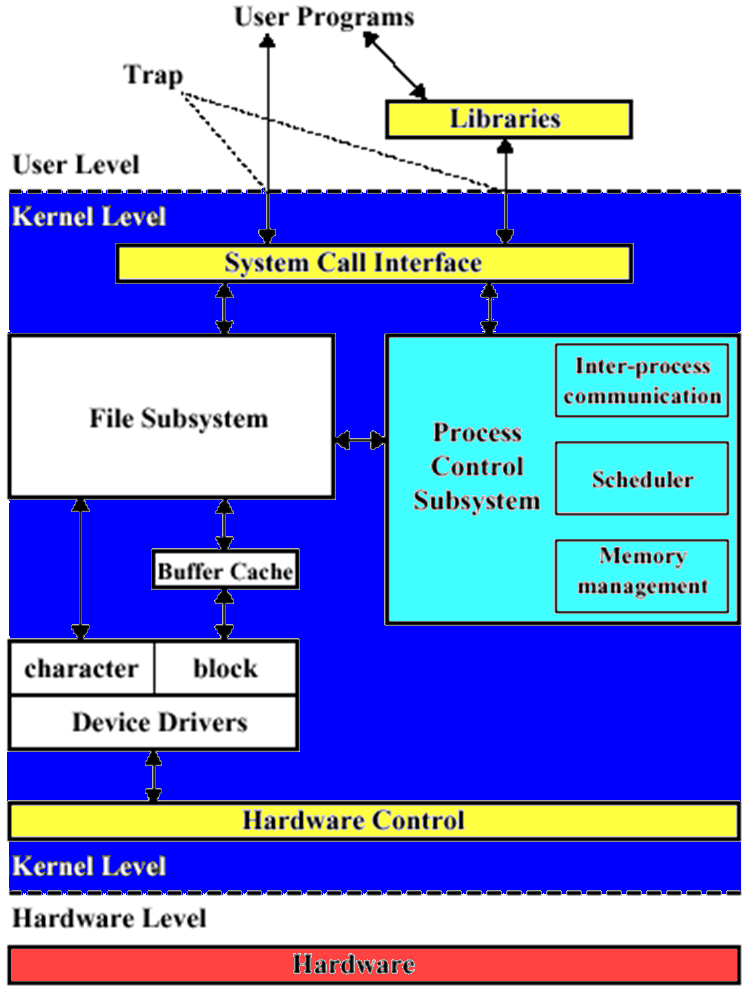 User Programs
Trap
Libraries
User Level
Kernel Level
System Call Interface
File Subsystem
Process
Control
Subsystem
Inter-process
communication
Scheduler
Memory
management
Buffer Cache
character
block
Device Drivers
Hardware Control
Kernel Level
Hardware Level
Hardware